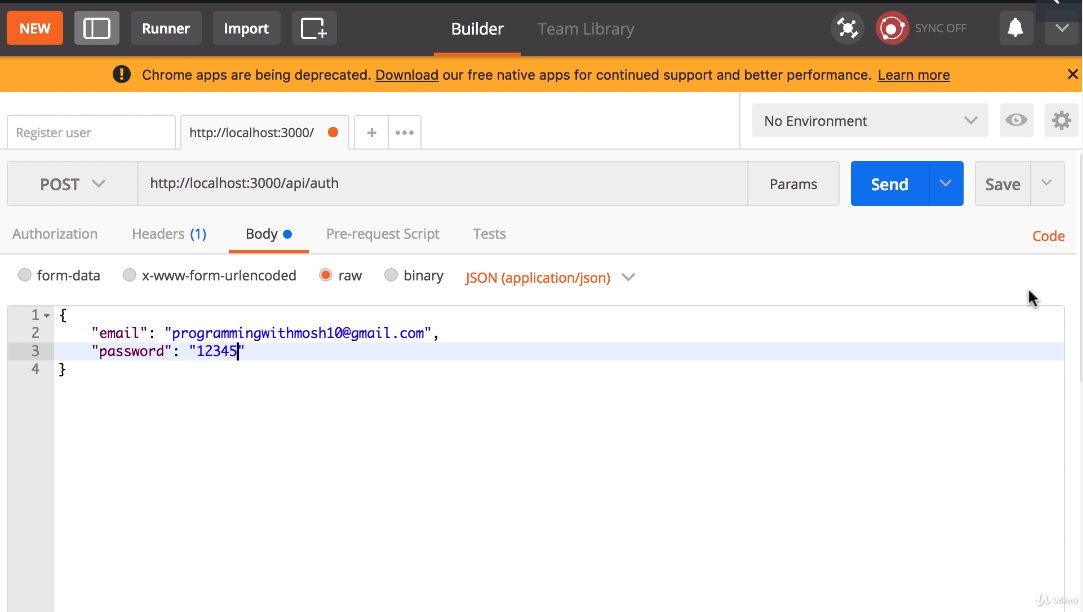 NEW Runner Import Builder Team Library SYNC OFF
! Chrome apps are being deprecated. Download our free native apps for continued support and better performance. Learn more
No Environment
Register user http://localhost:3000/ + •••
POST http://localhost:3000/api/auth Params Send Save
Authorization Headers (1) Body Pre-request Script Tests Code
form-data x-www-form-urlencoded raw binary JSON (application/json)
1 {
2 "email": "programmingwithmosh10@gmail.com",
3 "password": "12345"
4 }
Udemy